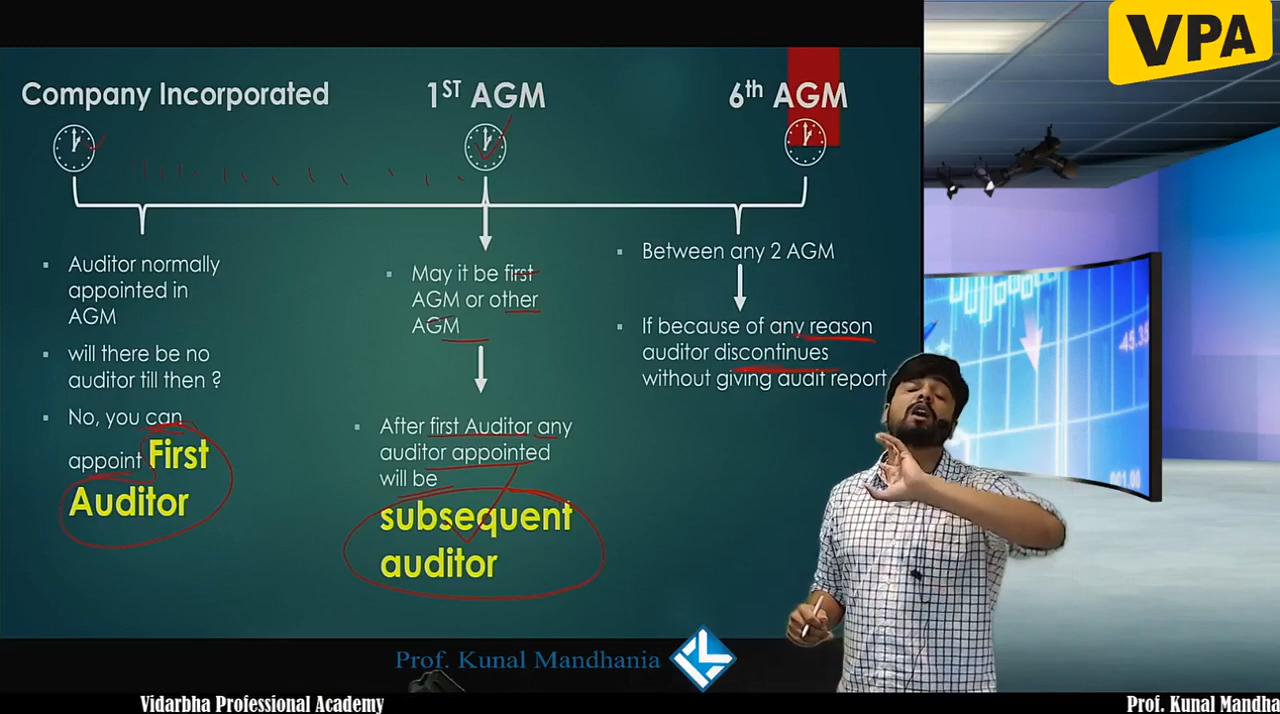 VPA
Company Incorporated
1ST AGM
6th AGM
Auditor normally
appointed in
AGM
will there be no
auditor till then ?
No, you can
appoint First
Auditor
May it be first
AGM or other
AGM
After first Auditor any
auditor appointed
will be
subsequent
auditor
Between any 2 AGM
If because of any reason
auditor discontinues
without giving audit report
-45.35
Prof. Kunal Mandhania
Vidarbha Professional Academy
Prof. Kunal Mandha